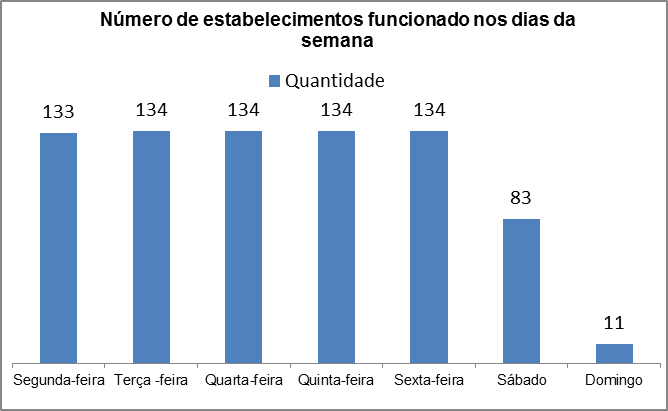 Número de estabelecimentos funcionado nos dias da
semana
Quantidade
133 134 134 134 134 83 11
Segunda-feira Terça -feira Quarta-feira Quinta-feira Sexta-feira Sábado Domingo